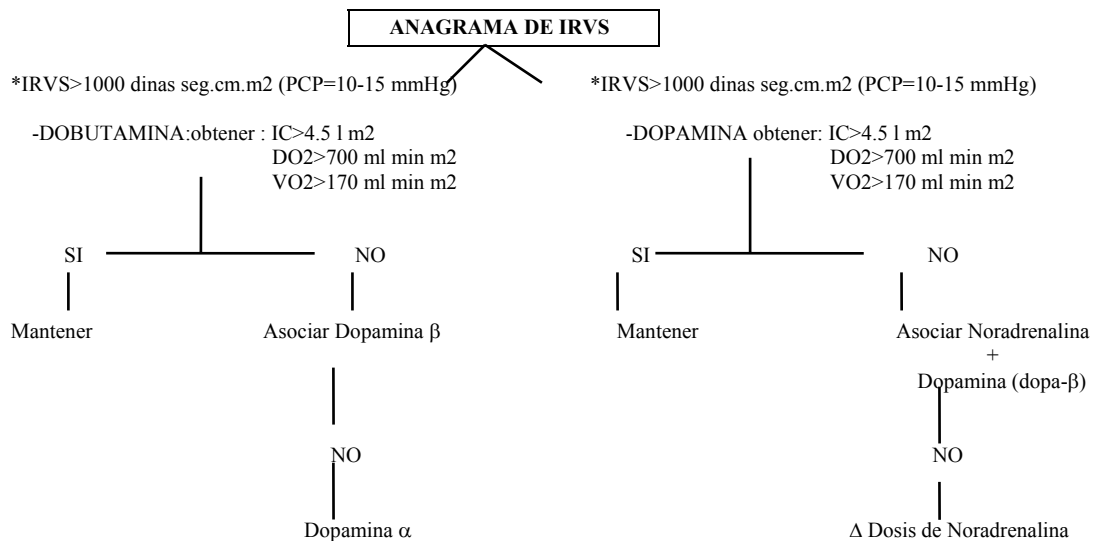 ANAGRAMA DE IRVS
*IRVS>1000 dinas seg.cm.m2 (PCP=10-15 mmHg)
-DOBUTAMINA:obtener : IC>4.5 l m2
DO2>700 ml min m2
VO2>170 ml min m2
SI
NO
Mantener
Asociar Dopamina β
NO
Dopamina α
*IRVS>1000 dinas seg.cm.m2 (PCP=10-15 mmHg)
-DOPAMINA obtener: IC>4.5 l m2
DO2>700 ml min m2
VO2>170 ml min m2
SI
NO
Mantener
Asociar Noradrenalina
+
Dopamina (dopa-β)
NO
Δ Dosis de Noradrenalina